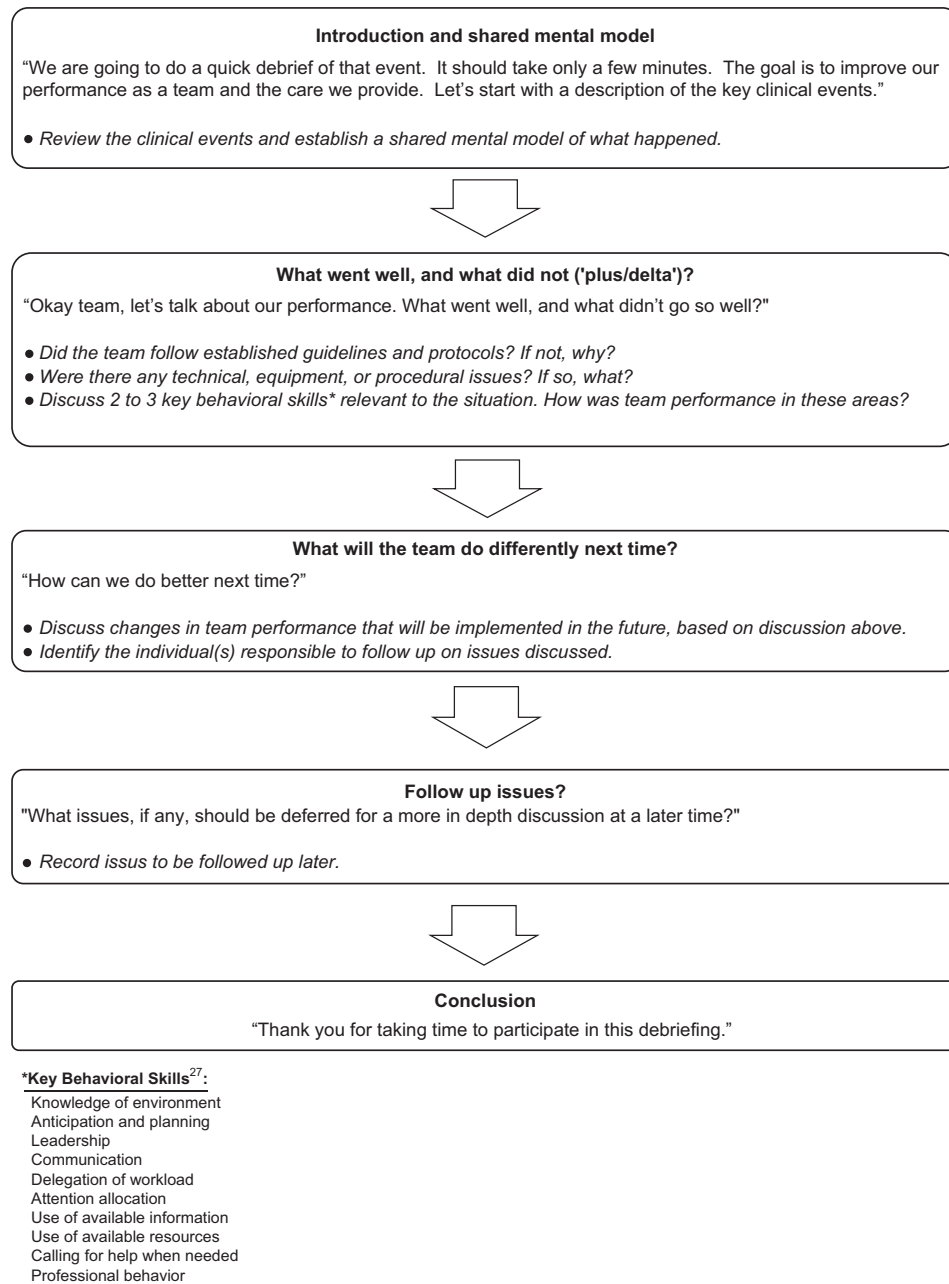 Introduction and shared mental model
“We are going to do a quick debrief of that event.  It should take only a few minutes.  The goal is to improve our
performance as a team and the care we provide.  Let’s start with a description of the key clinical events.”
● Review the clinical events and establish a shared mental model of what happened.
What went well, and what did not ('plus/delta')?
“Okay team, let’s talk about our performance. What went well, and what didn’t go so well?"
● Did the team follow established guidelines and protocols? If not, why?
● Were there any technical, equipment, or procedural issues? If so, what?
● Discuss 2 to 3 key behavioral skills* relevant to the situation. How was team performance in these areas?
What will the team do differently next time?
“How can we do better next time?”
● Discuss changes in team performance that will be implemented in the future, based on discussion above.
● Identify the individual(s) responsible to follow up on issues discussed.
Follow up issues?
"What issues, if any, should be deferred for a more in depth discussion at a later time?"
● Record issus to be followed up later.
Conclusion
“Thank you for taking time to participate in this debriefing.”
*Key Behavioral Skills27:
Knowledge of environment
Anticipation and planning
Leadership
Communication
Delegation of workload
Attention allocation
Use of available information
Use of available resources
Calling for help when needed
Professional behavior